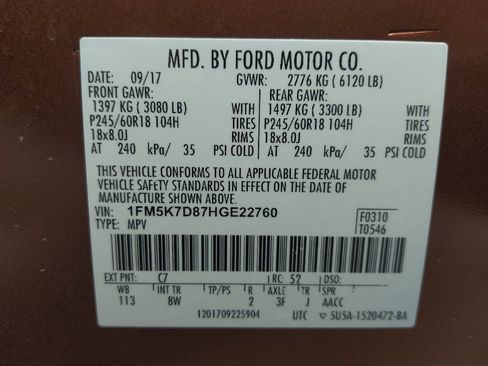 MFD. BY FORD MOTOR CO.
DATE: 09/17 GVWR: 2776 KG ( 6120 LB)
FRONT GAWR: REAR GAWR:
1397 KG ( 3080 LB) WITH 1497 KG ( 3300 LB) WITH
P245/60R18 104H TIRES P245/60R18 104H TIRES
18x8.0J RIMS 18x8.0J RIMS
AT 240 kPa/ 35 PSI COLD AT 240 kPa/ 35 PSI COLD
THIS VEHICLE CONFORMS TO ALL APPLICABLE FEDERAL MOTOR
VEHICLE SAFETY STANDARDS IN EFFECT ON THE DATE OF
MANUFACTURE SHOWN ABOVE.
VIN: 1FM5K7D87HGE22760 F0310
TYPE: MPV T0546
EXT PNT: C7 RC: 52 DSO:
WB INT TR TP/PS R AXLE TR SPR
113 8W 2 3F J AACC
1201709225904 UTC 5U5A-1520472-BA